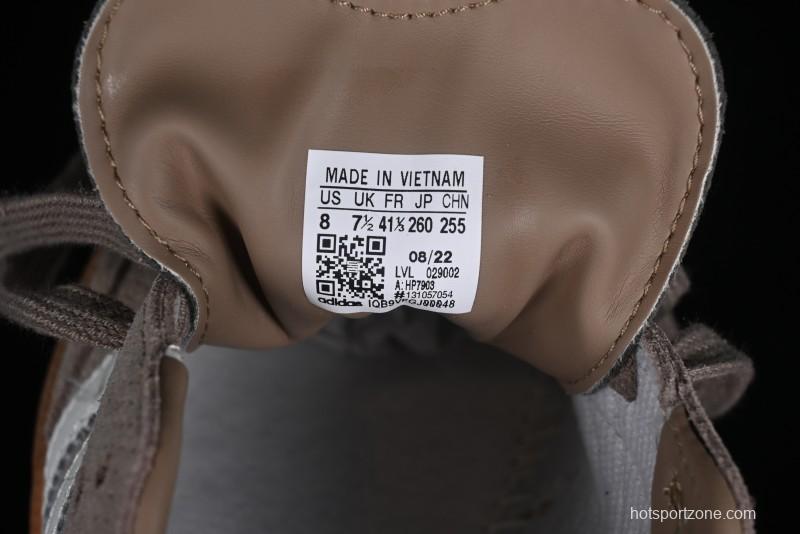 MADE IN VIETNAM
US UK FR JP CHN
8 7½ 41⅓ 260 255
08/22
LVL 029002
A: HP7903
#131057054
adidas
hotsportzone.com